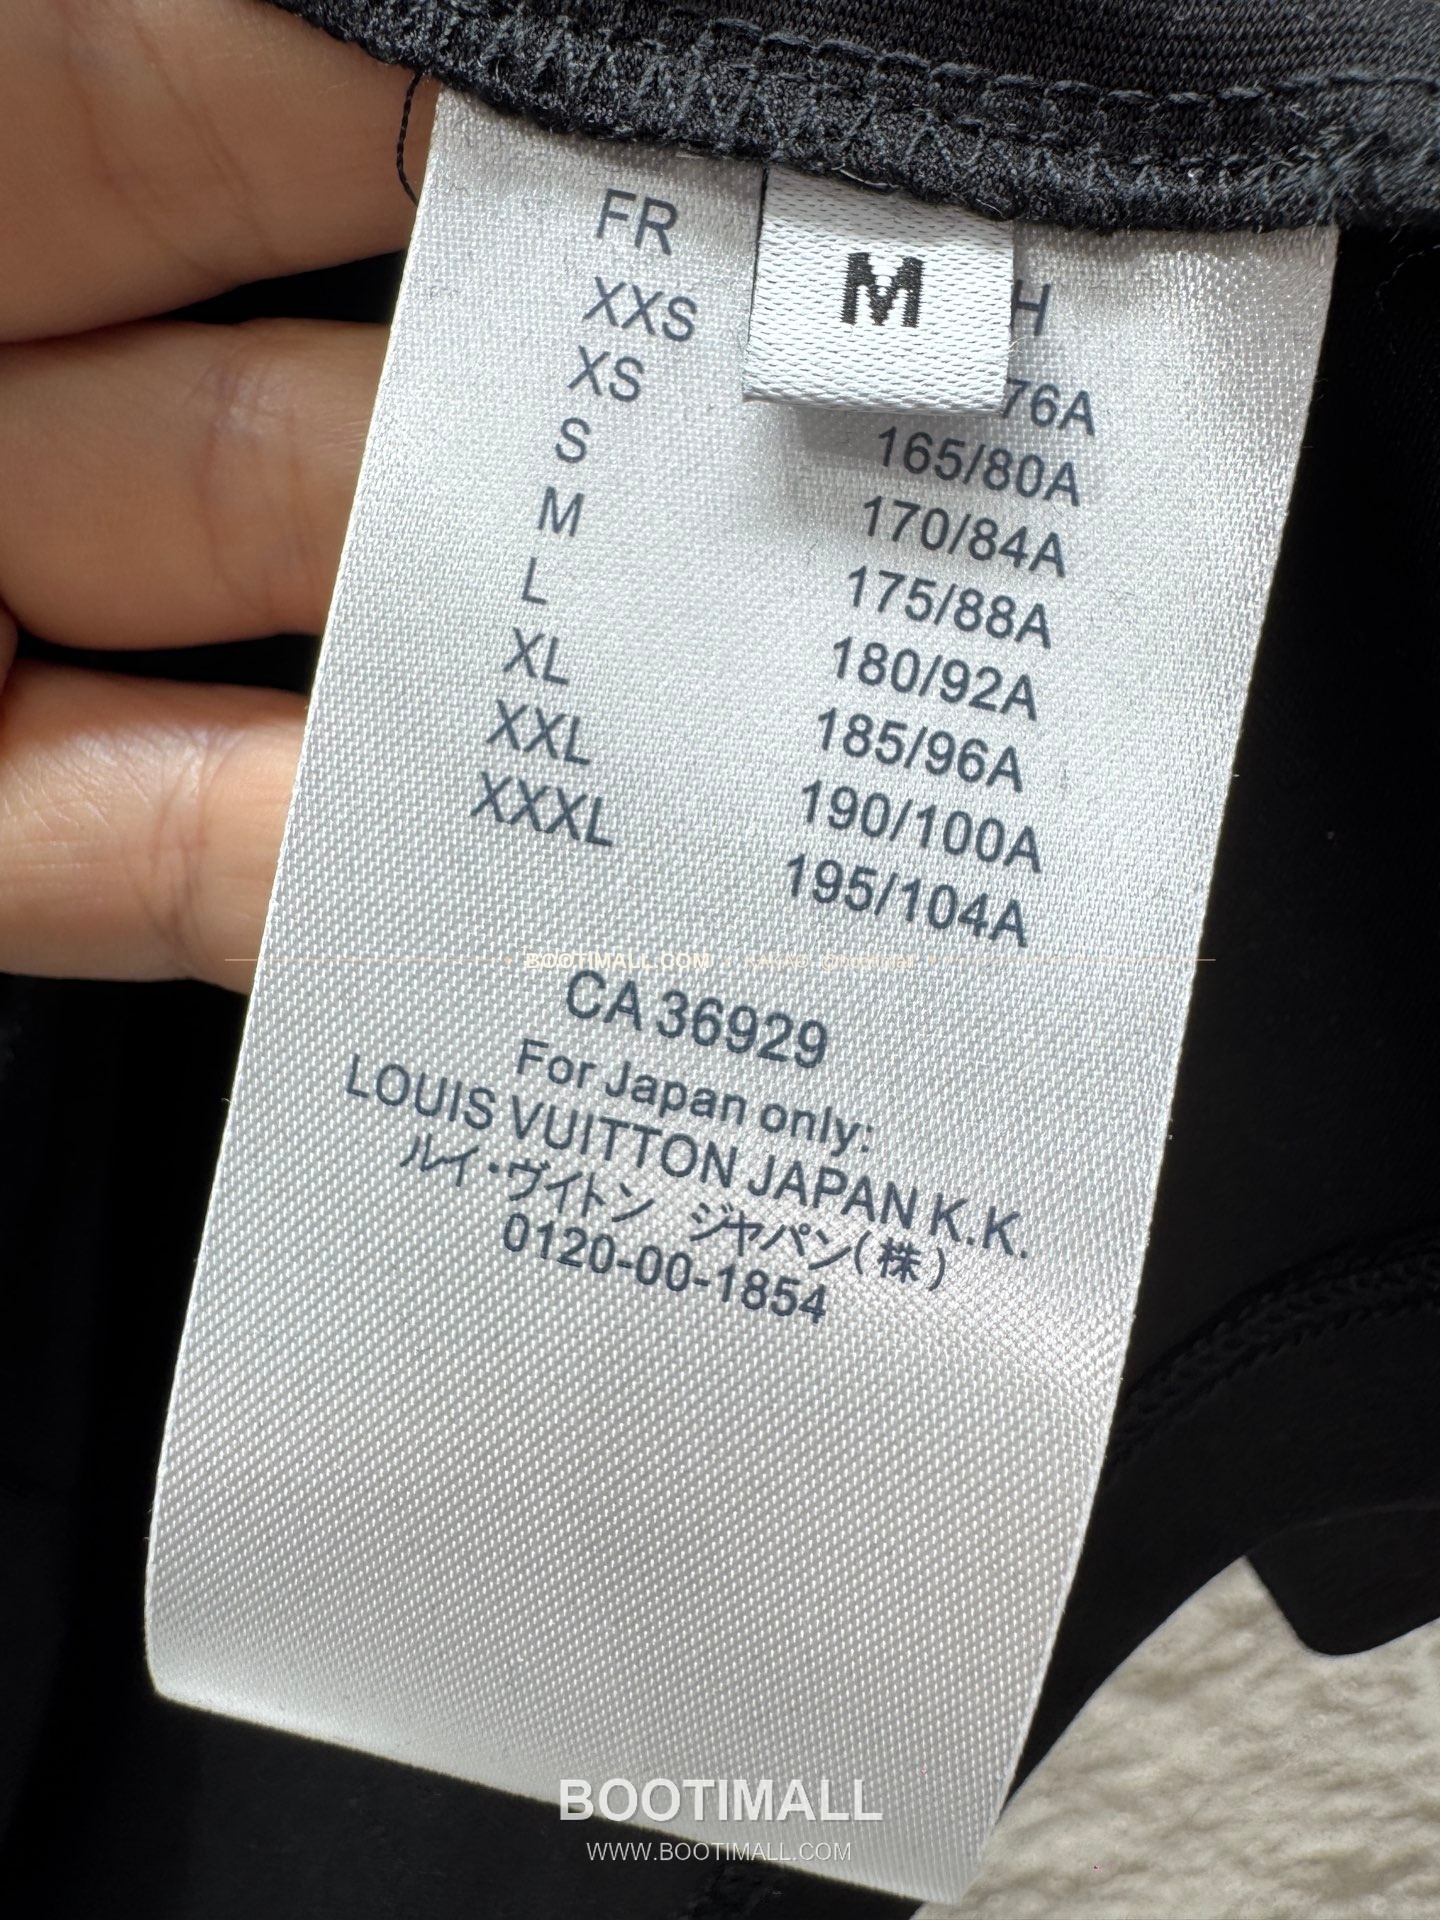 FR
M
H
XXS
76A
XS 165/80A
S 170/84A
M 175/88A
L 180/92A
XL 185/96A
XXL 190/100A
XXXL 195/104A
BOOTIMALL.COM
CA 36929
For Japan only:
LOUIS VUITTON JAPAN K.K.
ルイ・ヴィトン ジャパン(株)
0120-00-1854
BOOTIMALL
WWW.BOOTIMALL.COM